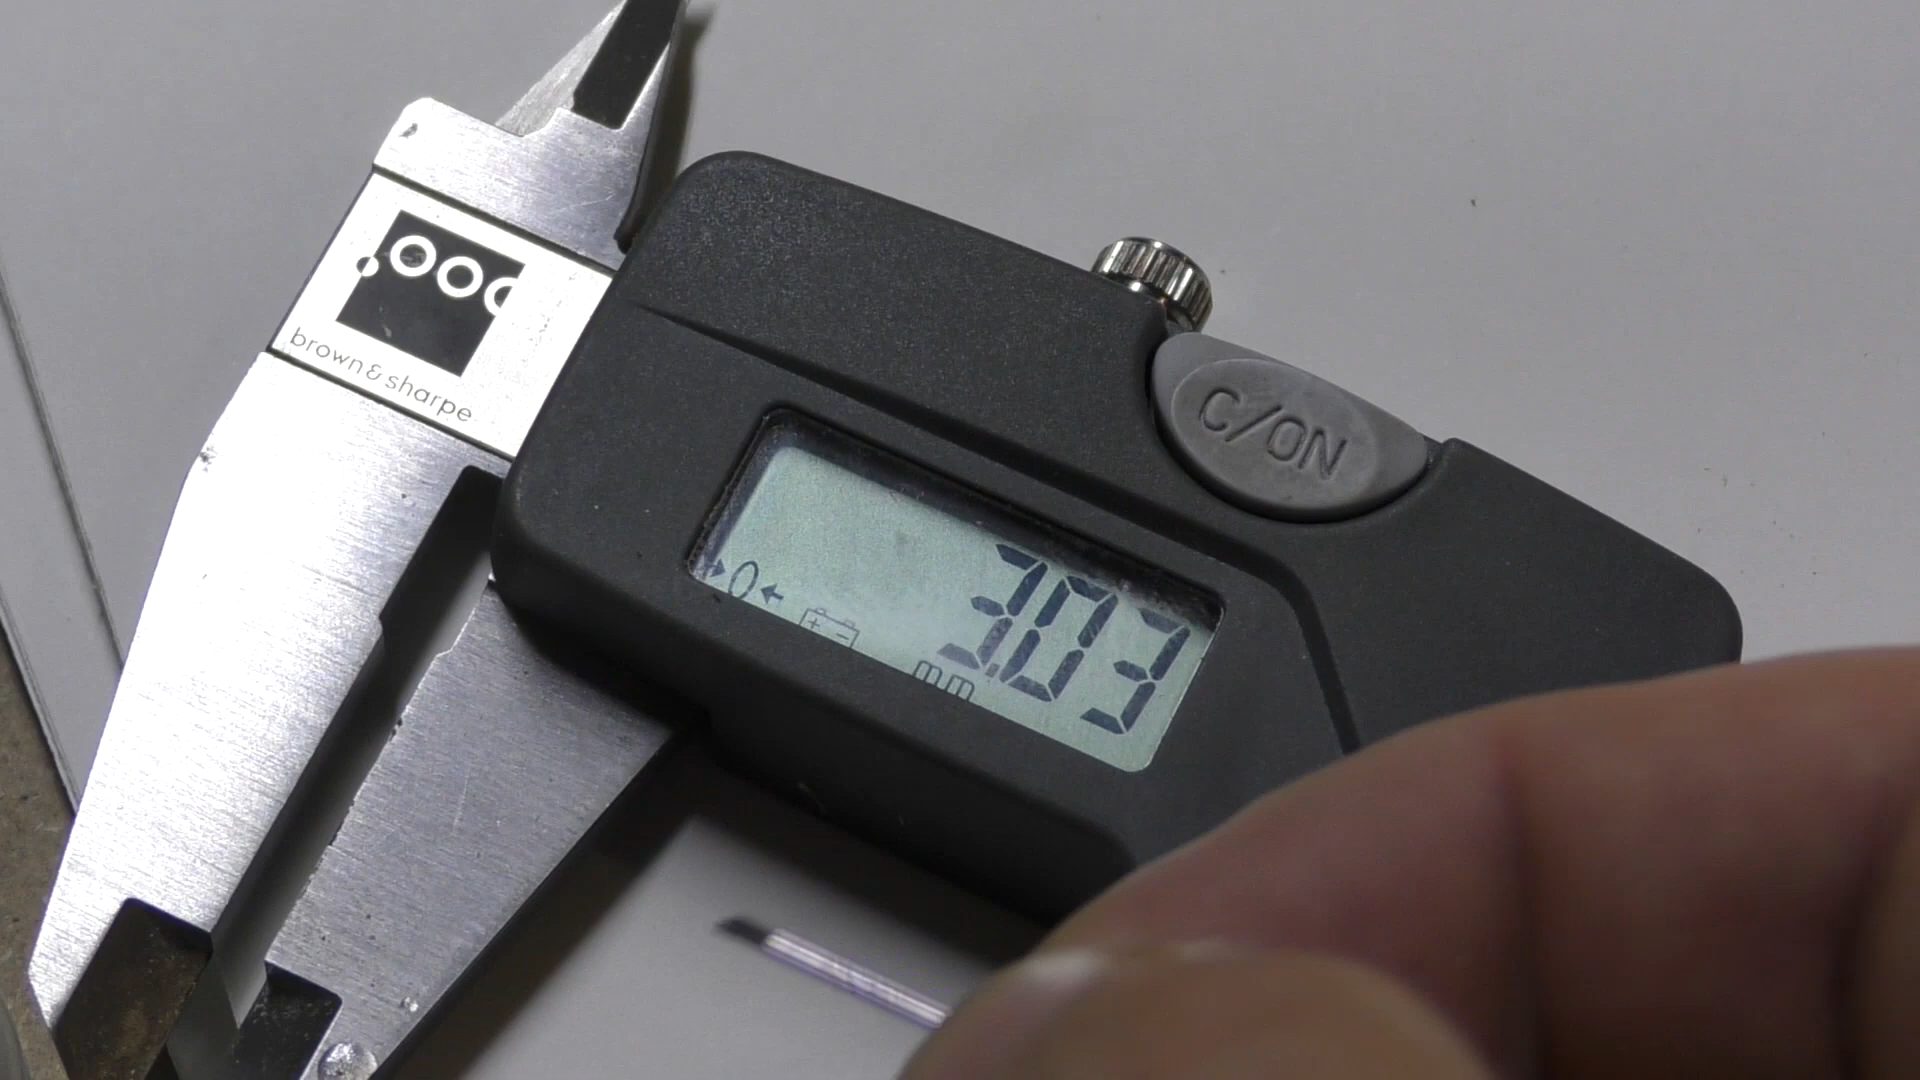 .000
brown & sharpe
C/ON
3.03
→0←
+ -
mm